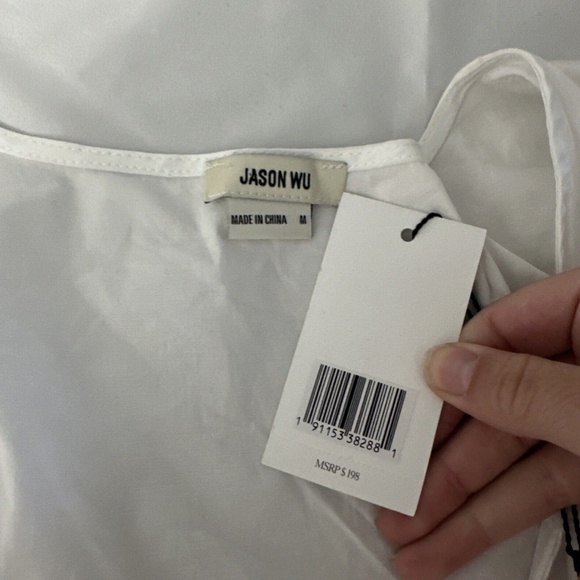 JASON WU
MADE IN CHINA M
1 91153 38288 1
MSRP $ 198